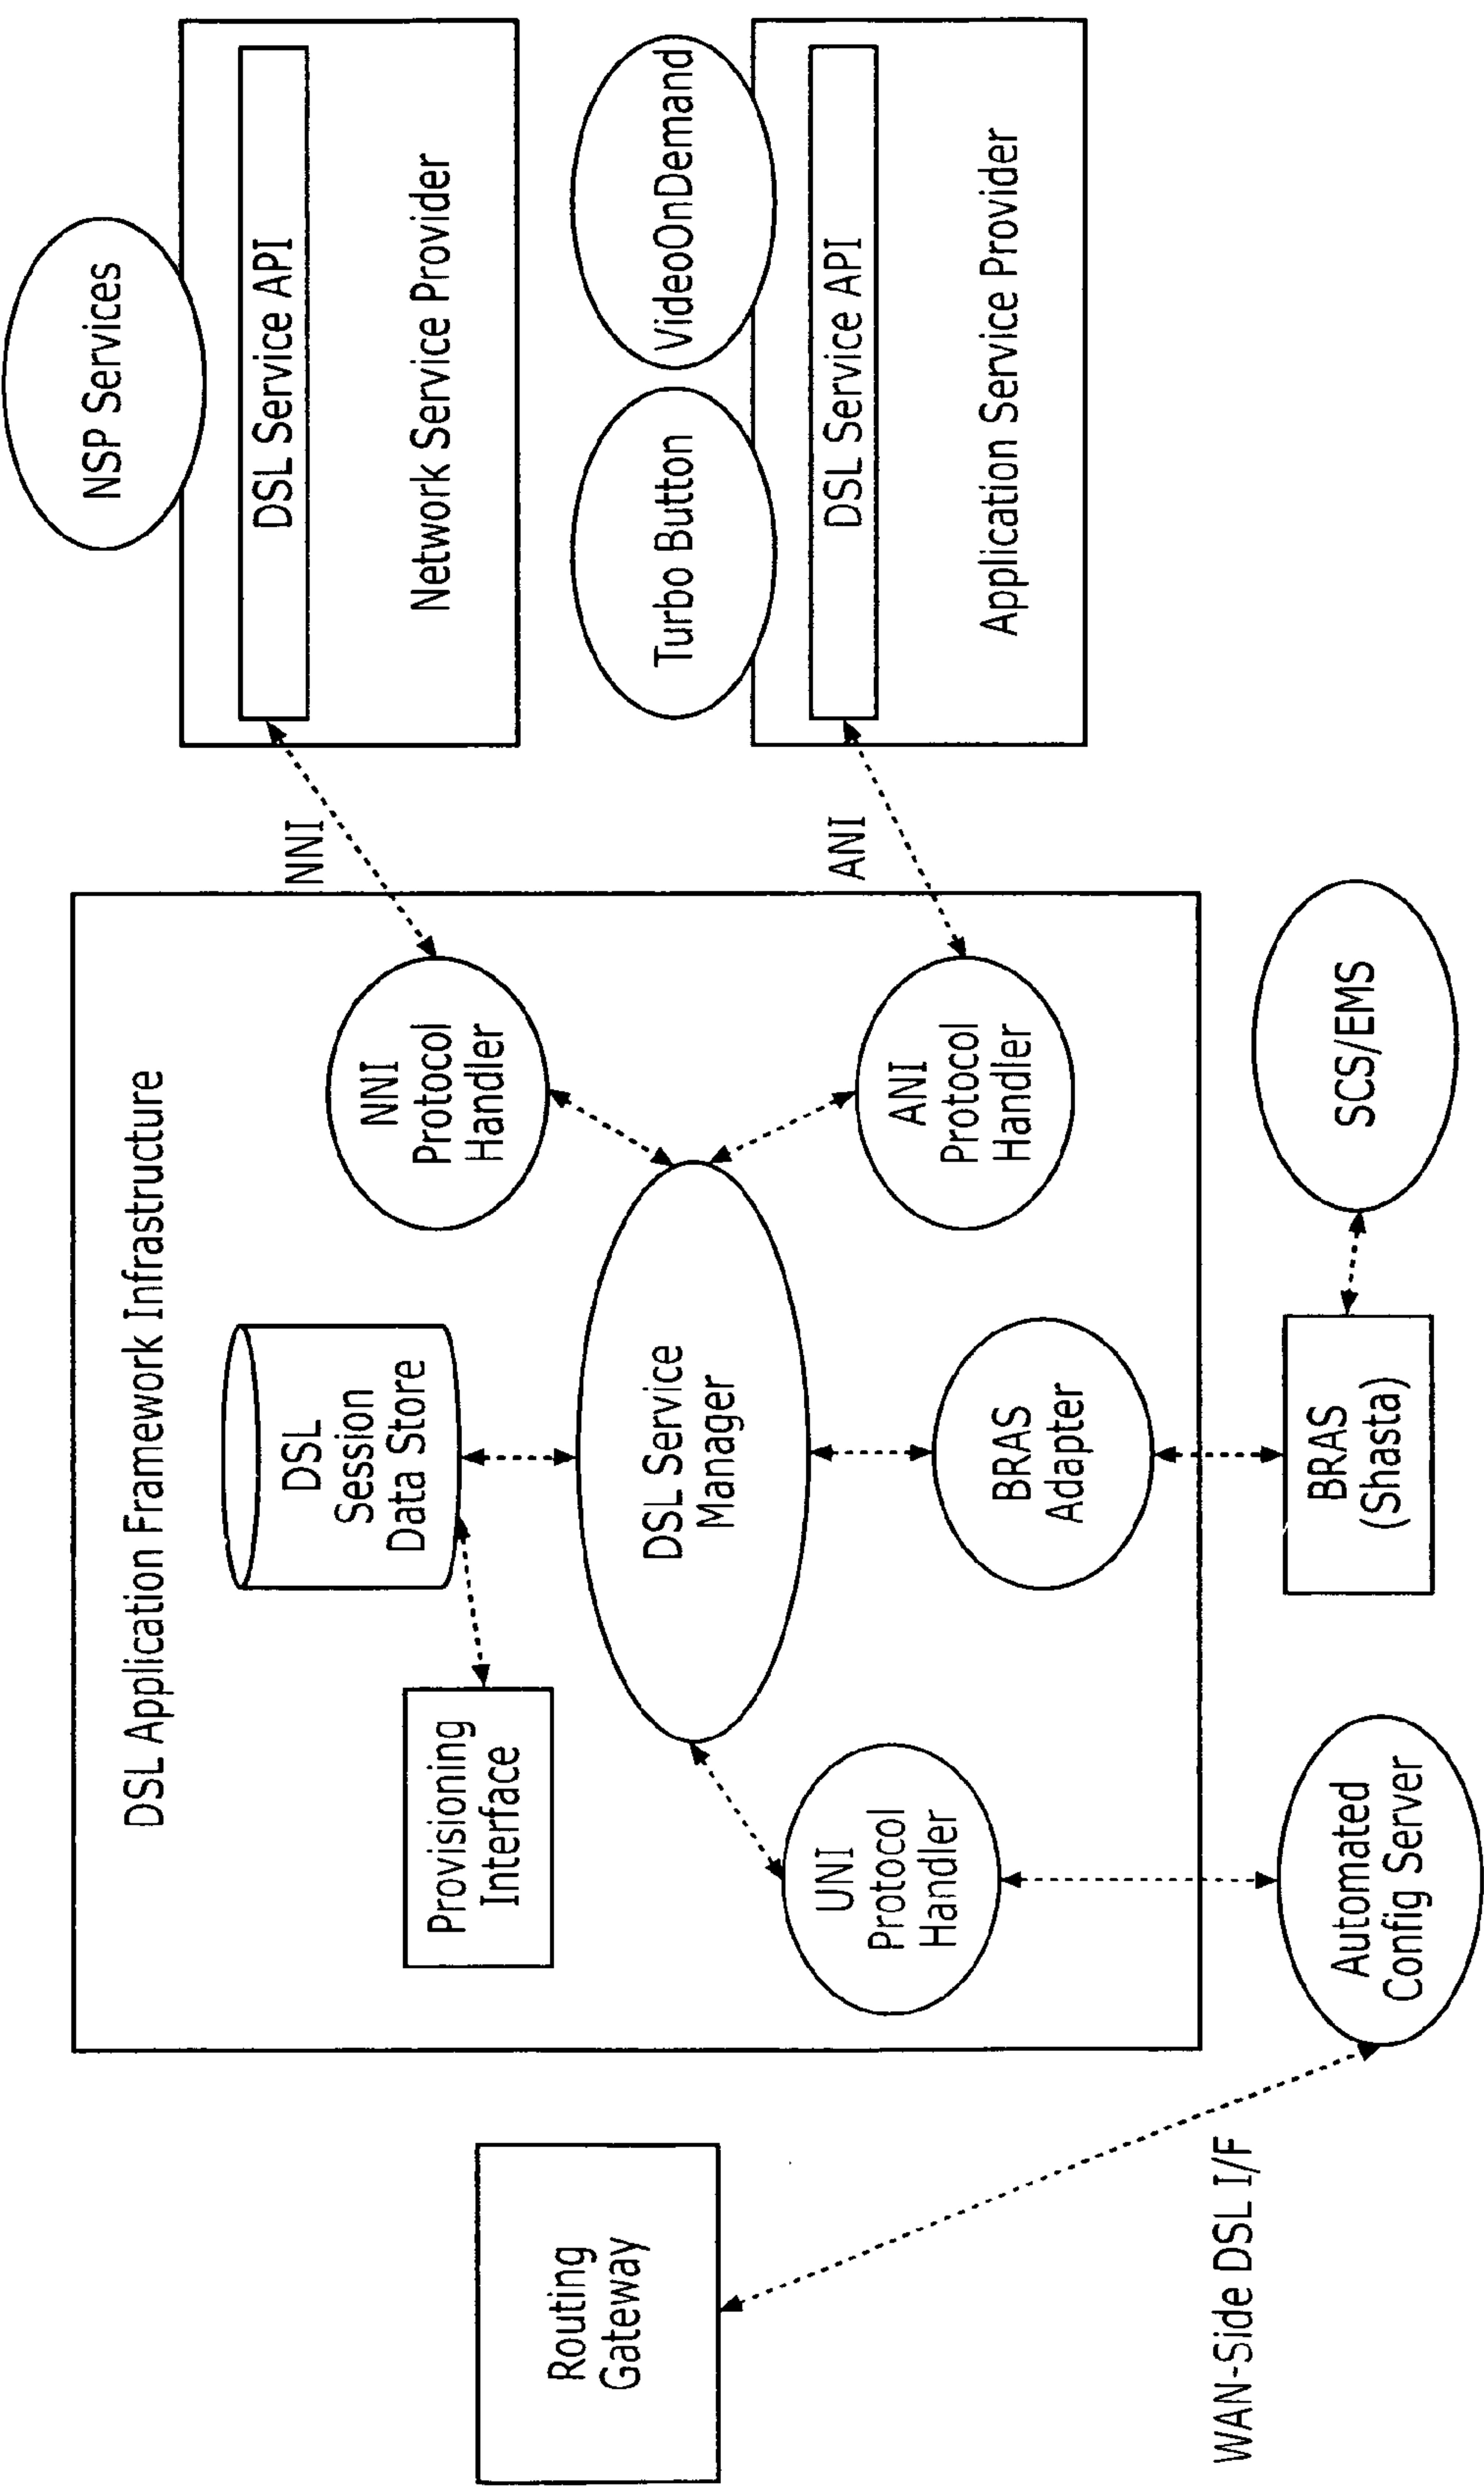 DSL Application Framework Infrastructure
NSP Services
DSL Service API
Network Service Provider
NNI
NNI
Protocol
Handler
DSL
Session
Data Store
Provisioning
Interface
Routing
Gateway
DSL Service
Manager
Turbo Button
VideoOnDemand
DSL Service API
Application Service Provider
ANI
ANI
Protocol
Handler
UNI
Protocol
Handler
BRAS
Adapter
WAN-Side DSL I/F
Automated
Config Server
BRAS
(Shasta)
SCS/EMS